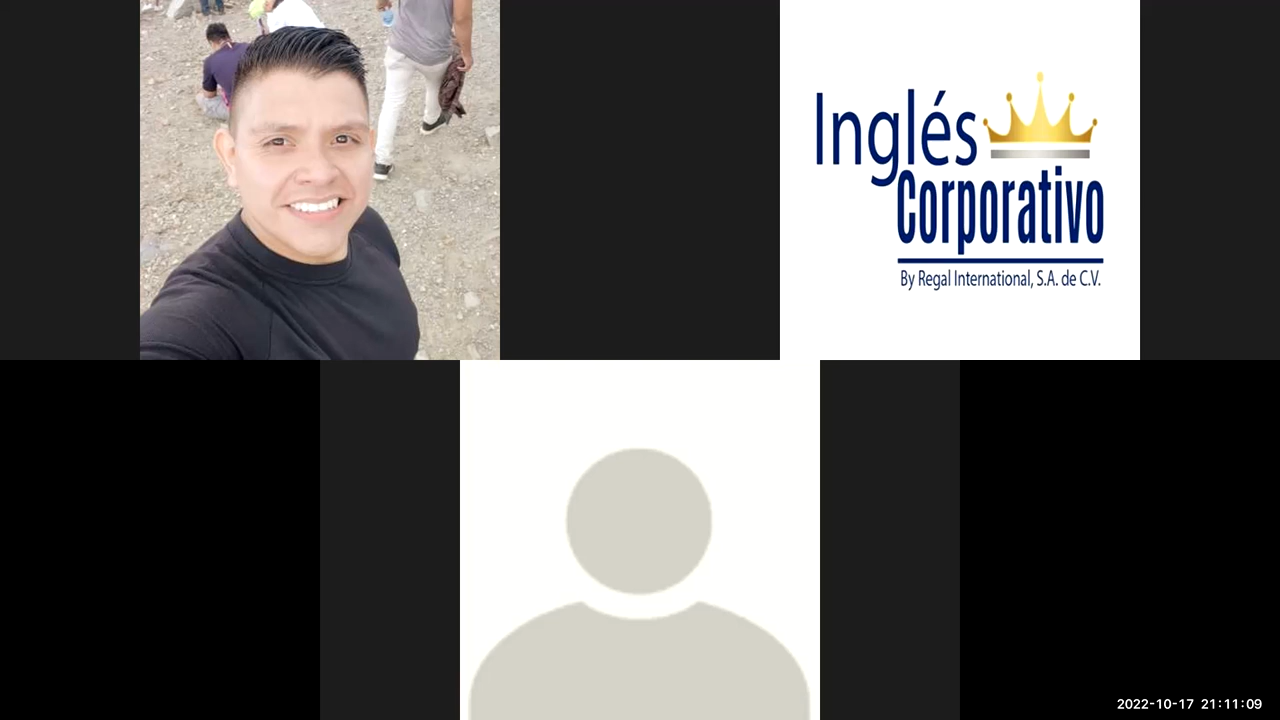 Inglés
Corporativo
By Regal International, S.A. de C.V.
2022-10-17 21:11:09